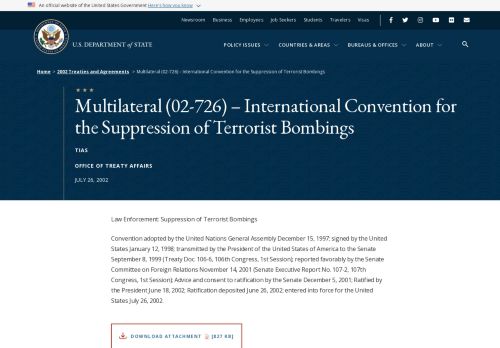 An official website of the United States Government Here's how you know
Newsroom Business Employers Job Seekers Students Travelers Visas
U.S. DEPARTMENT of STATE
POLICY ISSUES COUNTRIES & AREAS BUREAUS & OFFICES ABOUT
Home > 2002 Treaties and Agreements > Multilateral (02-726) – International Convention for the Suppression of Terrorist Bombings
Multilateral (02-726) – International Convention for
the Suppression of Terrorist Bombings
TIAS
OFFICE OF TREATY AFFAIRS
JULY 26, 2002
Law Enforcement: Suppression of Terrorist Bombings
Convention adopted by the United Nations General Assembly December 15, 1997; signed by the United
States January 12, 1998; transmitted by the President of the United States of America to the Senate
September 8, 1999 (Treaty Doc. 106-6, 106th Congress, 1st Session); reported favorably by the Senate
Committee on Foreign Relations November 14, 2001 (Senate Executive Report No. 107-2, 107th
Congress, 1st Session); Advice and consent to ratification by the Senate December 5, 2001; Ratified by
the President June 18, 2002; Ratification deposited June 26, 2002; entered into force for the United
States July 26, 2002.
DOWNLOAD ATTACHMENT [827 KB]